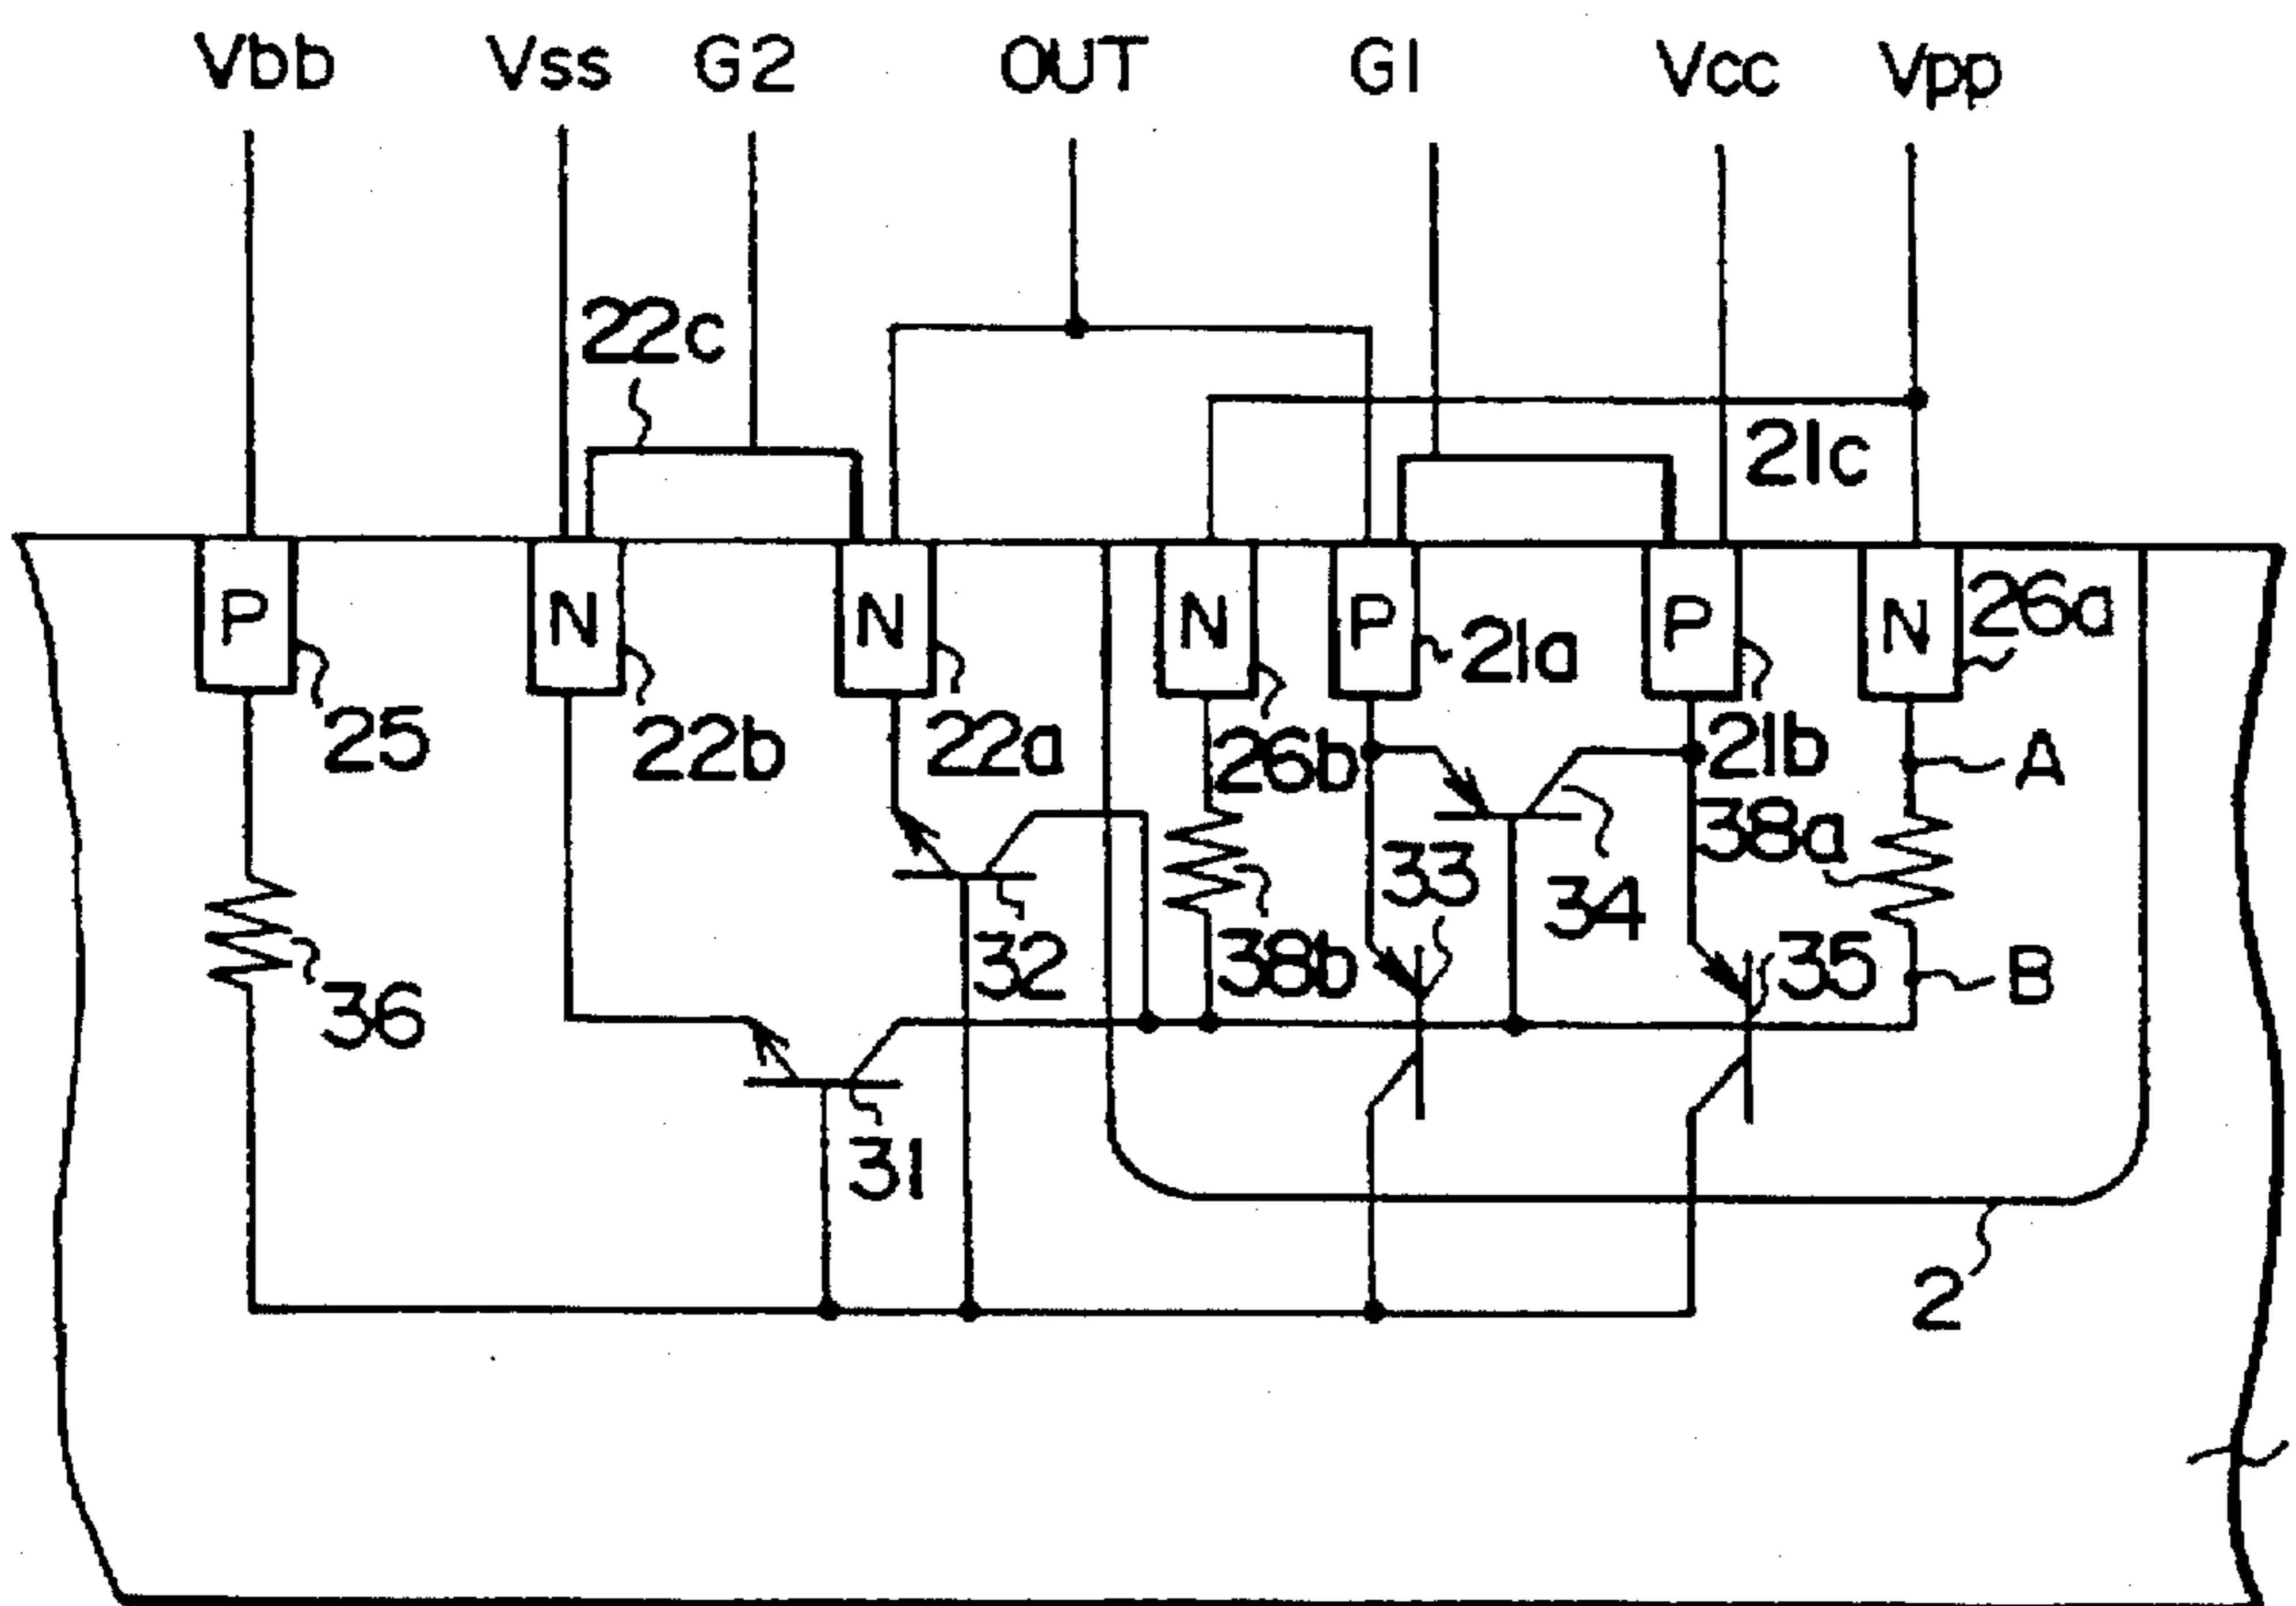 Vbb Vss G2 OUT G1 Vcc Vpp
22c
21c
P N N N P P N
26a
21a
25 22b 22a 26b 21b A
38a
33 34
32 38b 35 B
36
31
2